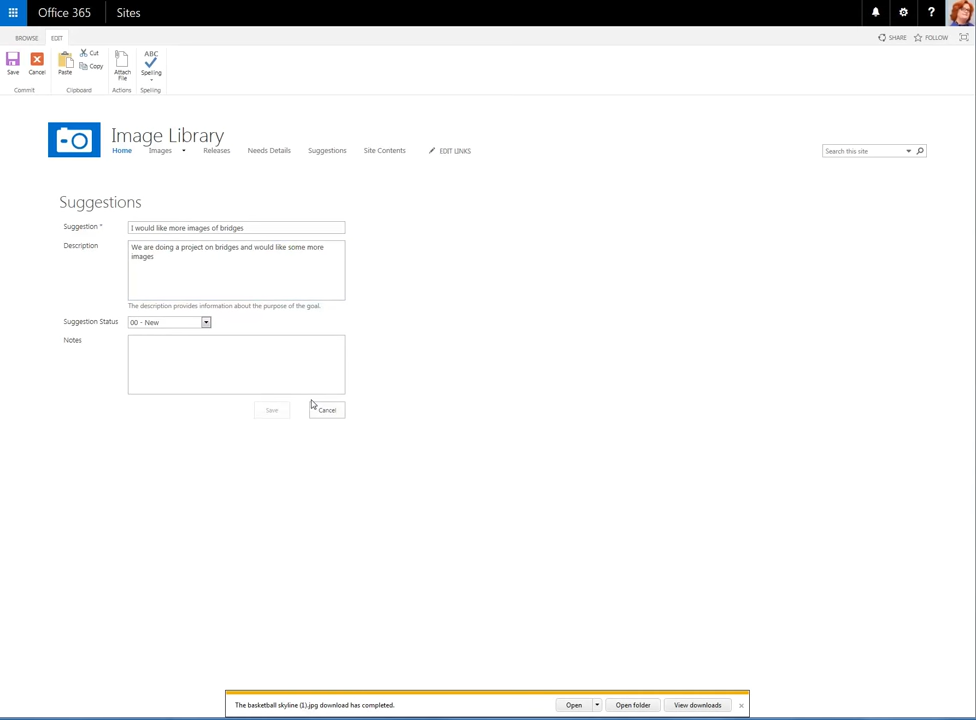 Office 365
Sites
?
BROWSE
EDIT
SHARE
FOLLOW
Save
Cancel
Paste
Cut
Copy
Attach
File
ABC
Spelling
Commit
Clipboard
Actions
Spelling
Image Library
Home
Images
Releases
Needs Details
Suggestions
Site Contents
EDIT LINKS
Search this site
Suggestions
Suggestion *
I would like more images of bridges
Description
We are doing a project on bridges and would like some more
images
The description provides information about the purpose of the goal.
Suggestion Status
00 - New
Notes
Save
Cancel
The basketball skyline (1).jpg download has completed.
Open
Open folder
View downloads
×